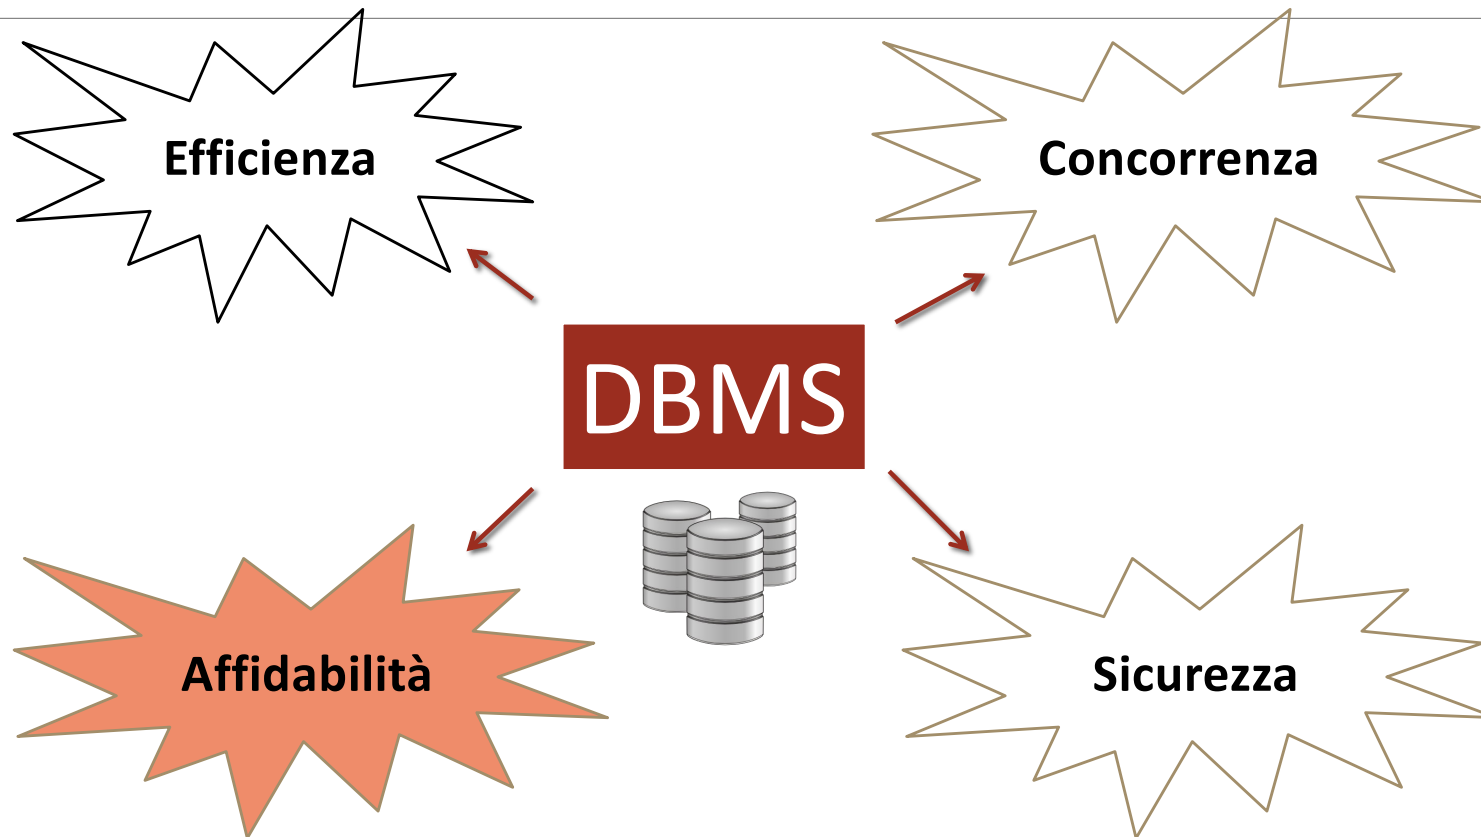 Efficienza
Concorrenza
DBMS
Affidabilità
Sicurezza